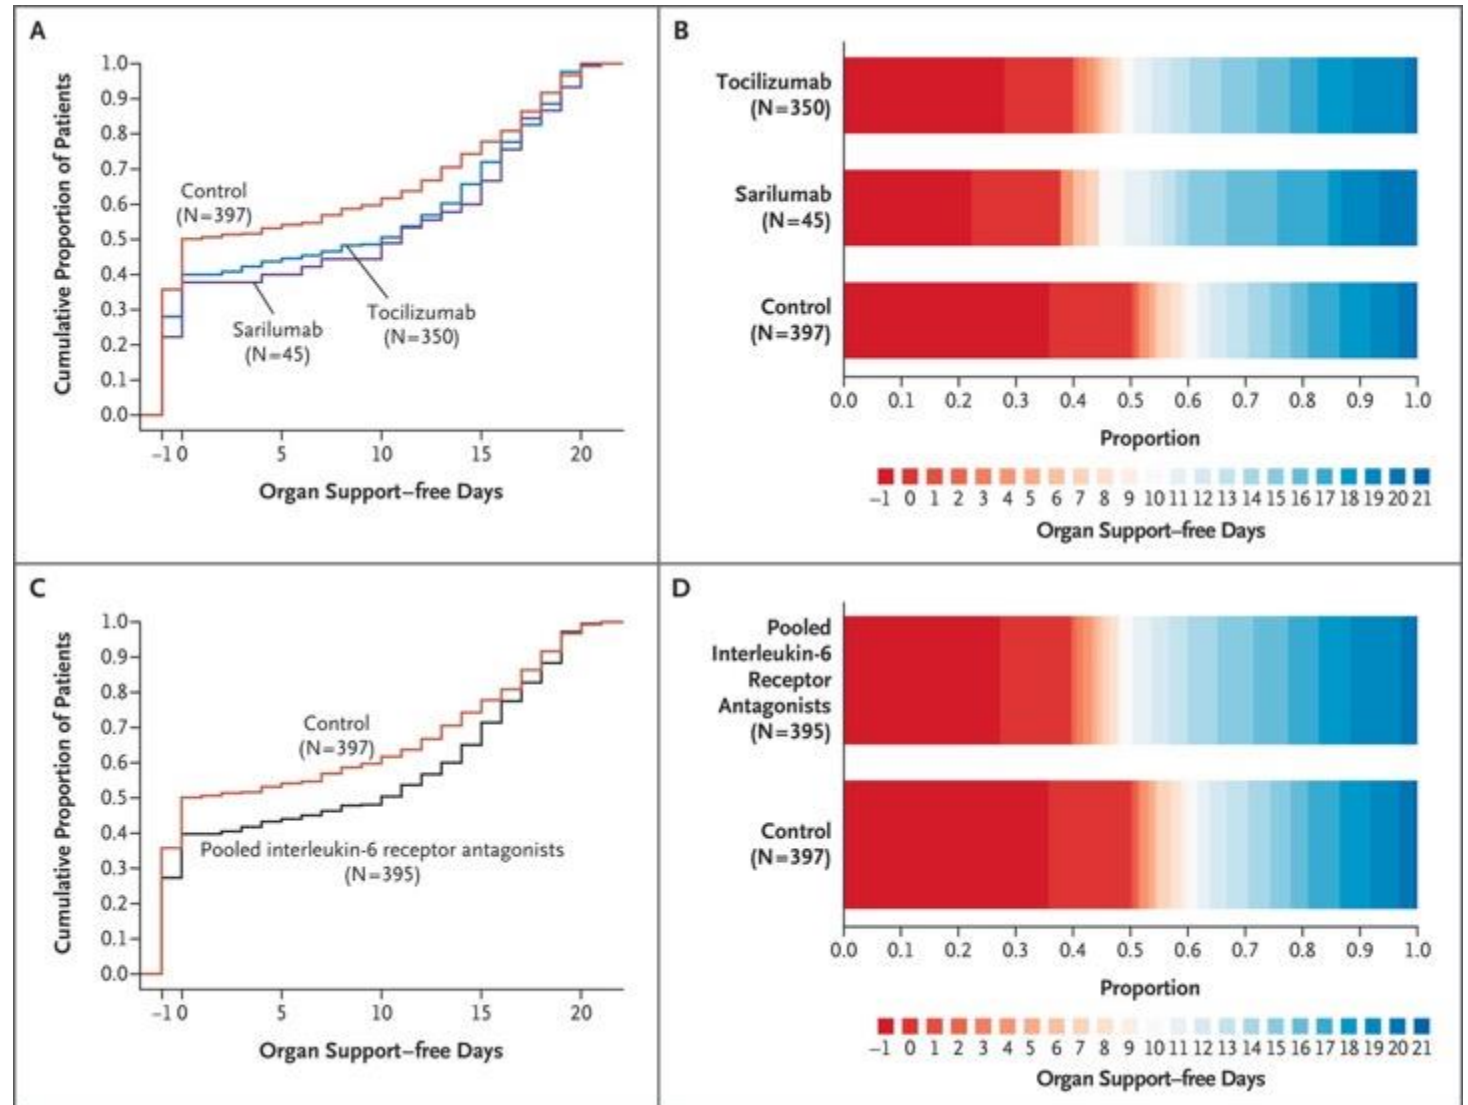 A
Cumulative Proportion of Patients
1.0
0.9
0.8
0.7
0.6
0.5
0.4
0.3
0.2
0.1
0.0
Control
(N=397)
Sarilumab
(N=45)
Tocilizumab
(N=350)
−1 0 5 10 15 20
Organ Support–free Days
B
Tocilizumab
(N=350)
Sarilumab
(N=45)
Control
(N=397)
0.0 0.1 0.2 0.3 0.4 0.5 0.6 0.7 0.8 0.9 1.0
Proportion
−1 0 1 2 3 4 5 6 7 8 9 10 11 12 13 14 15 16 17 18 19 20 21
Organ Support–free Days
C
Cumulative Proportion of Patients
1.0
0.9
0.8
0.7
0.6
0.5
0.4
0.3
0.2
0.1
0.0
Control
(N=397)
Pooled interleukin-6 receptor antagonists
(N=395)
−1 0 5 10 15 20
Organ Support–free Days
D
Pooled
Interleukin-6
Receptor
Antagonists
(N=395)
Control
(N=397)
0.0 0.1 0.2 0.3 0.4 0.5 0.6 0.7 0.8 0.9 1.0
Proportion
−1 0 1 2 3 4 5 6 7 8 9 10 11 12 13 14 15 16 17 18 19 20 21
Organ Support–free Days